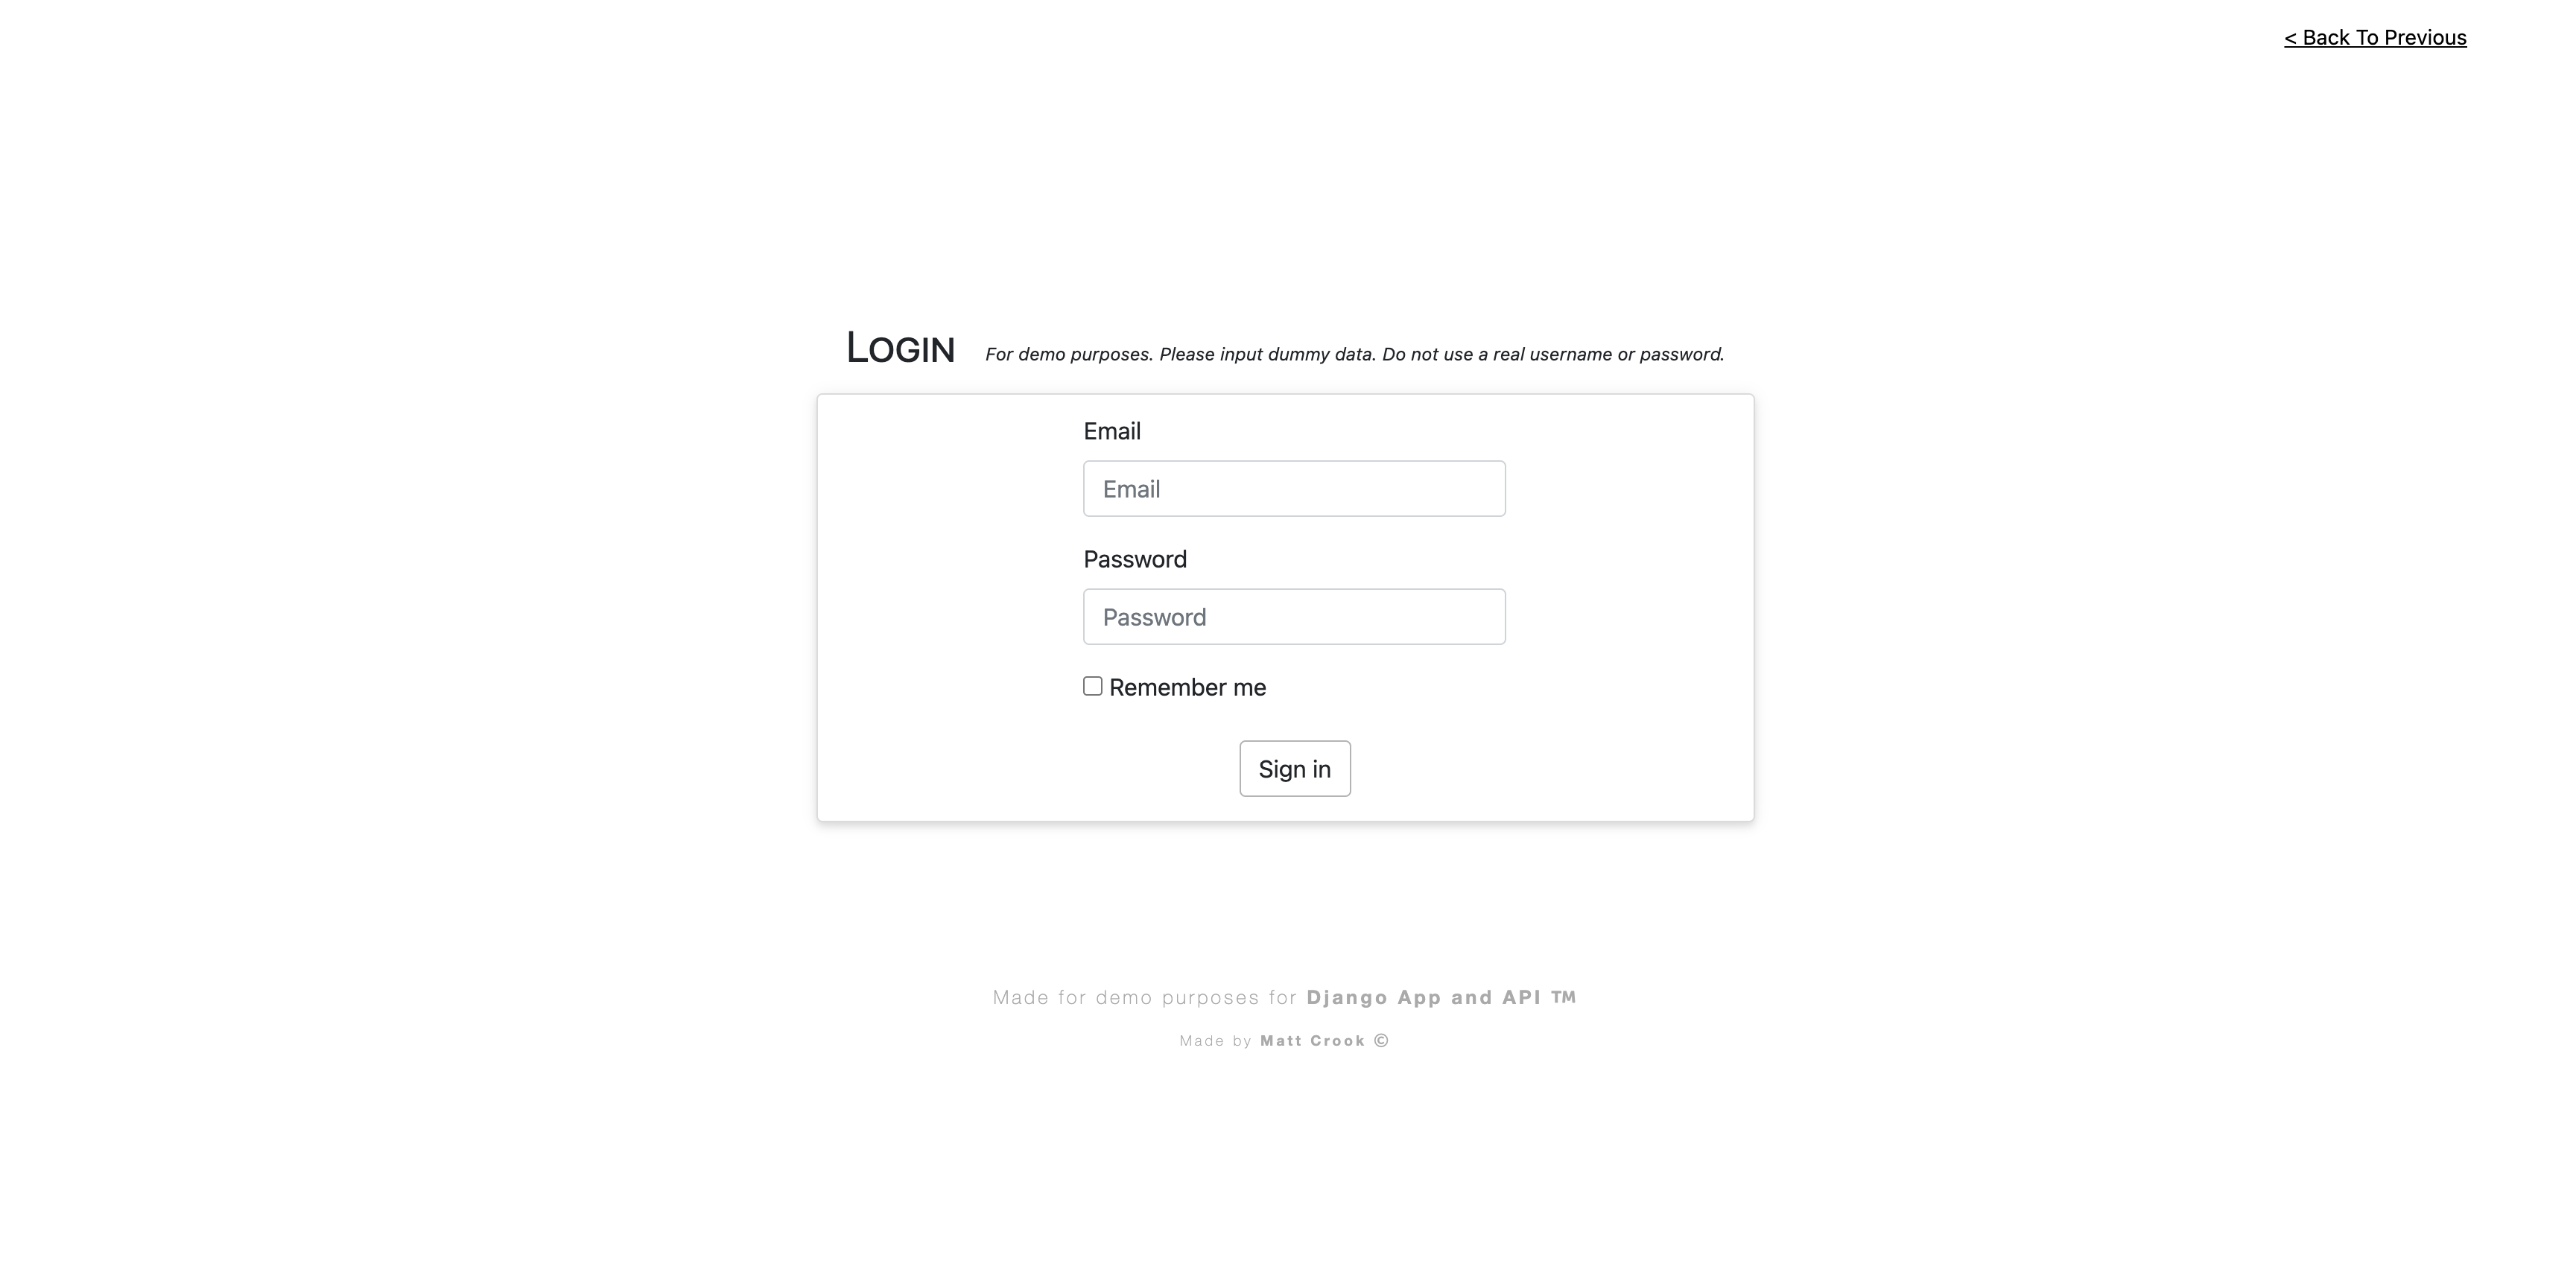 < Back To Previous
LOGIN For demo purposes. Please input dummy data. Do not use a real username or password.
Email
Email
Password
Password
Remember me
Sign in
Made for demo purposes for Django App and API ™
Made by Matt Crook ©